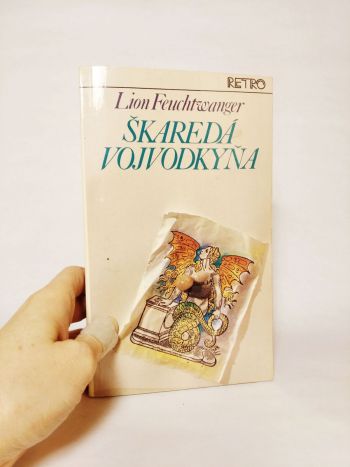 RETRO
Lion Feuchtwanger
ŠKAREDÁ
VOJVODKYŇA